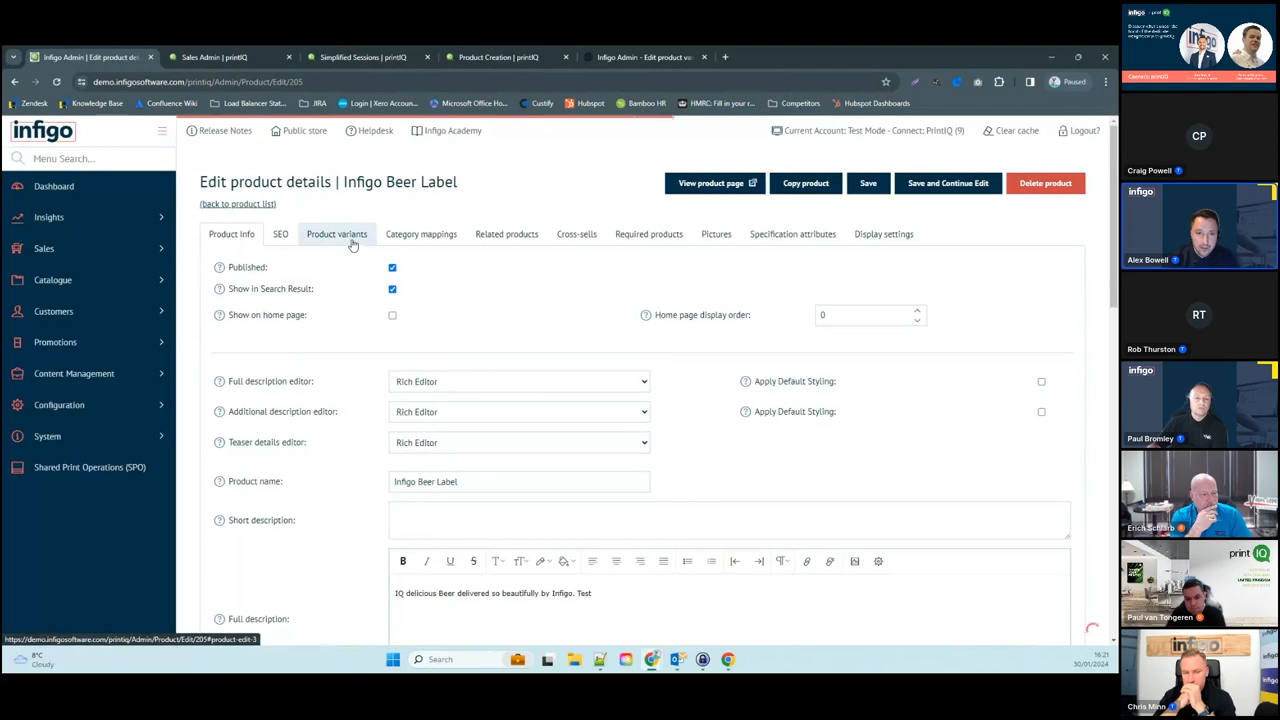 Infigo Admin | Edit product det
Sales Admin | printIQ
Simplified Sessions | printIQ
Product Creation | printIQ
Infigo Admin - Edit product va
demo.infigosoftware.com/printiq/Admin/Product/Edit/205
Paused
Zendesk
Knowledge Base
Confluence Wiki
Load Balancer Stat...
JIRA
Login | Xero Accoun...
Microsoft Office Ho...
Custify
Hubspot
Bamboo HR
HMRC: Fill in your r...
Competitors
Hubspot Dashboards
infigo
Release Notes
Public store
Helpdesk
Infigo Academy
Current Account: Test Mode - Connect: PrintIQ (9)
Clear cache
Logout?
Menu Search...
Dashboard
Insights
Sales
Catalogue
Customers
Promotions
Content Management
Configuration
System
Shared Print Operations (SPO)
Edit product details | Infigo Beer Label
(back to product list)
View product page
Copy product
Save
Save and Continue Edit
Delete product
Product Info
SEO
Product variants
Category mappings
Related products
Cross-sells
Required products
Pictures
Specification attributes
Display settings
Published:
Show in Search Result:
Show on home page:
Home page display order:
0
Full description editor:
Rich Editor
Apply Default Styling:
Additional description editor:
Rich Editor
Apply Default Styling:
Teaser details editor:
Rich Editor
Product name:
Infigo Beer Label
Short description:
B
U
S
IQ delicious Beer delivered so beautifully by Infigo. Test
Full description:
https://demo.infigosoftware.com/printiq/Admin/Product/Edit/205#product-edit-3
8°C
Cloudy
Search
16:21
30/01/2024
infigo
Connect: printIQ
CP
Craig Powell
infigo
Alex Bowell
RT
Rob Thurston
infigo
Paul Bromley
Erich Schlarb
print IQ
UNITED KINGDOM
Paul van Tongeren
infigo
Chris Minn